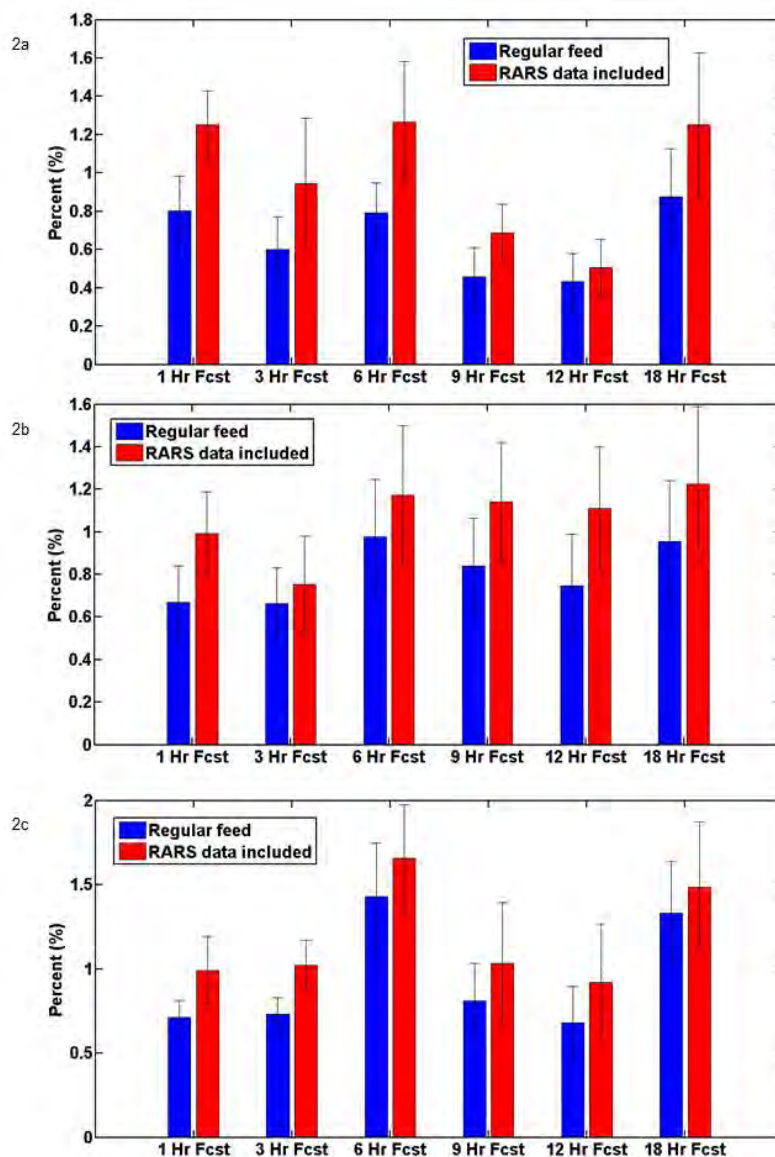 2a
1.8
1.6
1.4
1.2
1
0.8
0.6
0.4
0.2
0
Percent (%)
Regular feed
RARS data included
1 Hr Fcst 3 Hr Fcst 6 Hr Fcst 9 Hr Fcst 12 Hr Fcst 18 Hr Fcst
2b
1.6
1.4
1.2
1
0.8
0.6
0.4
0.2
0
Percent (%)
Regular feed
RARS data included
1 Hr Fcst 3 Hr Fcst 6 Hr Fcst 9 Hr Fcst 12 Hr Fcst 18 Hr Fcst
2c
2
1.5
1
0.5
0
Percent (%)
Regular feed
RARS data included
1 Hr Fcst 3 Hr Fcst 6 Hr Fcst 9 Hr Fcst 12 Hr Fcst 18 Hr Fcst